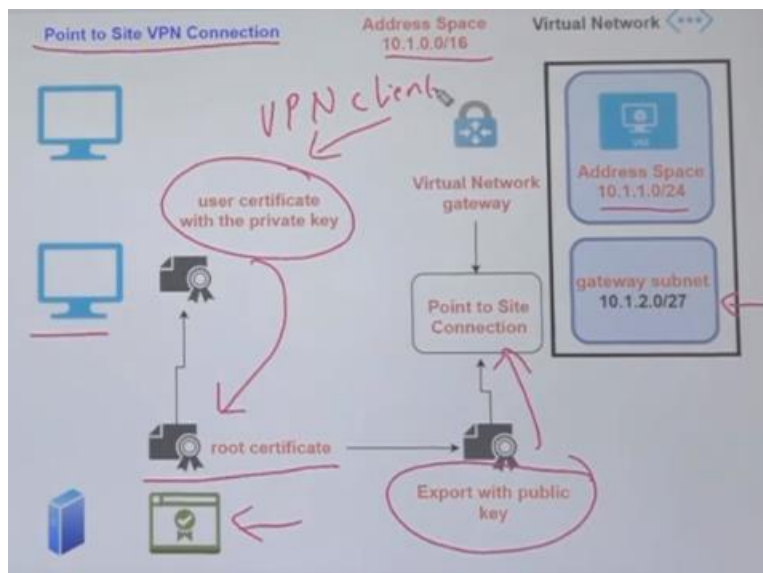 Point to Site VPN Connection
Address Space
10.1.0.0/16
Virtual Network
VPN client
user certificate
with the private key
Virtual Network
gateway
Address Space
10.1.1.0/24
Point to Site
Connection
gateway subnet
10.1.2.0/27
root certificate
Export with public
key